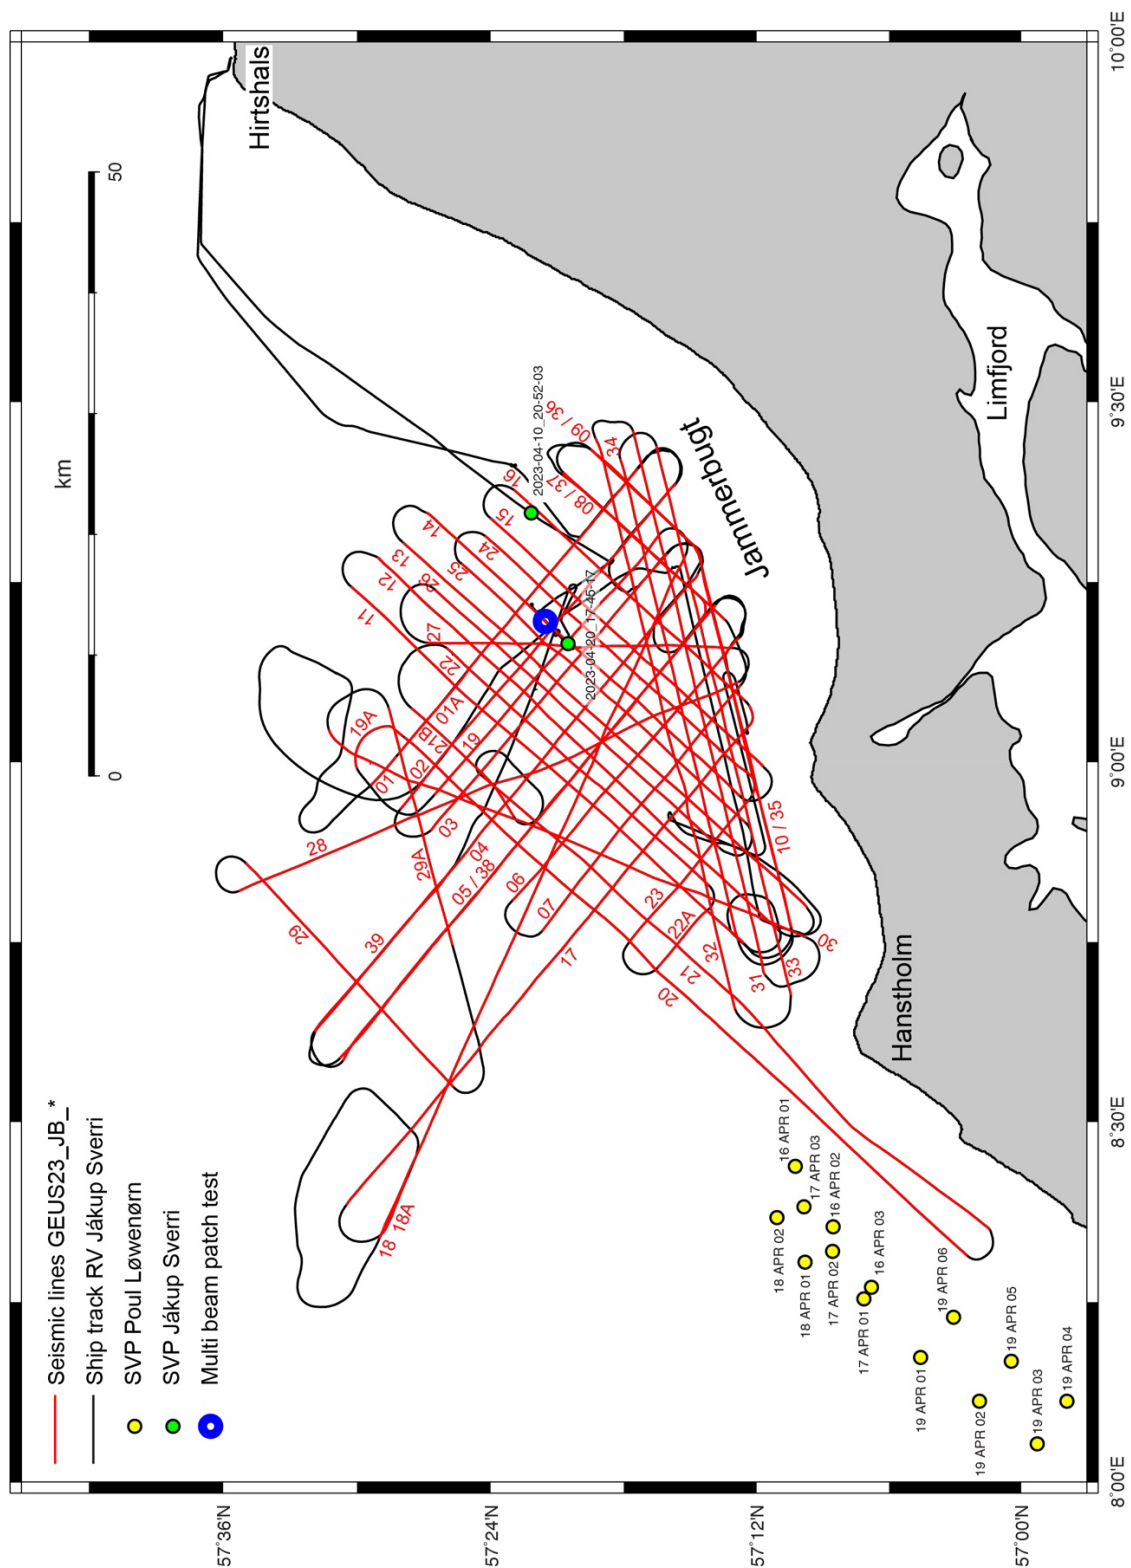 Seismic lines GEUS23_JB_*
Ship track RV Jákup Sverri
SVP Poul Løwenørn
SVP Jákup Sverri
Multi beam patch test
km
0
50
Hirtshals
Jammerbugt
Limfjord
Hanstholm
2023-04-10_20-52-03
2023-04-20_17-45-17
29
28
19A
01
01A
02
21B
19
03
29A
04
05 / 38
39
06
07
17
18
18A
11
12
13
14
22
27
26
25
24
15
16
08 / 37
09 / 36
34
10 / 35
23
22A
32
31
33
30
21
20
16 APR 01
17 APR 03
18 APR 02
16 APR 02
18 APR 01
17 APR 02
16 APR 03
17 APR 01
19 APR 06
19 APR 01
19 APR 05
19 APR 02
19 APR 04
19 APR 03
57°36'N
57°24'N
57°12'N
57°00'N
8°00'E
8°30'E
9°00'E
9°30'E
10°00'E